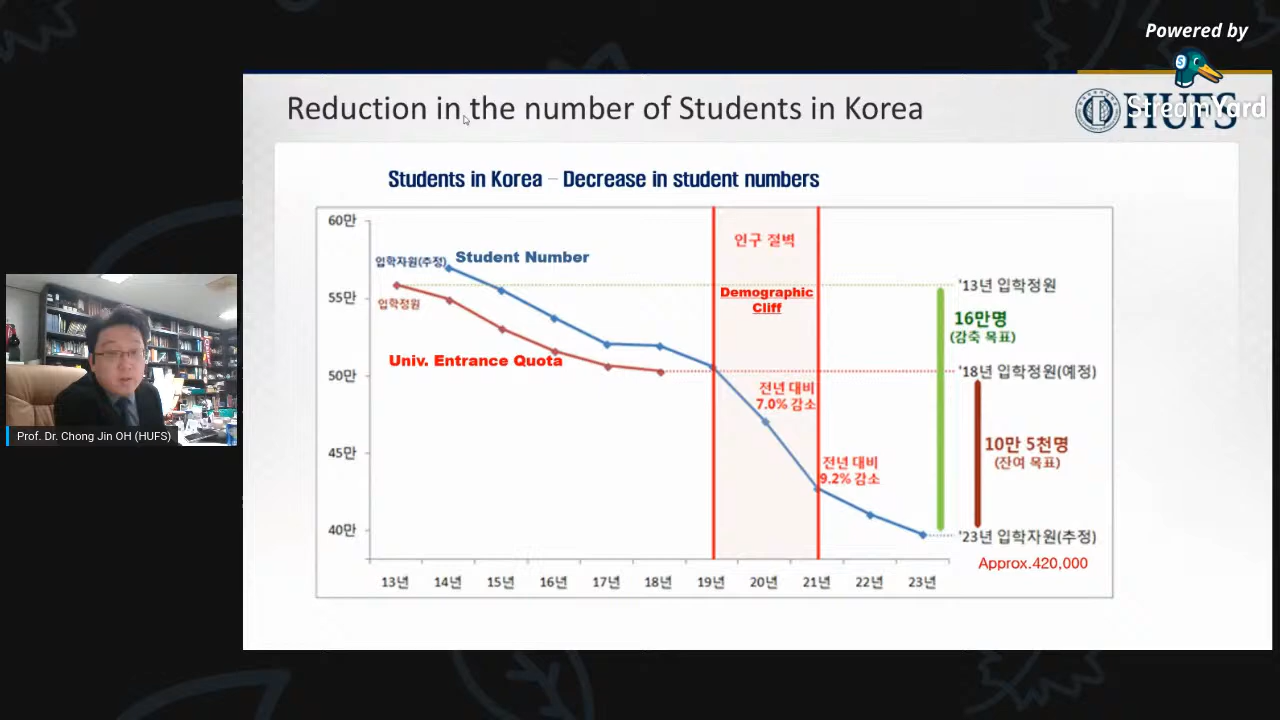 Powered by
StreamYard
Reduction in the number of Students in Korea
HUFS
Students in Korea – Decrease in student numbers
60만
55만
50만
45만
40만
입학자원(추정)
Student Number
입학정원
Univ. Entrance Quota
인구 절벽
Demographic
Cliff
전년 대비
7.0% 감소
전년 대비
9.2% 감소
'13년 입학정원
16만명
(감축 목표)
'18년 입학정원(예정)
10만 5천명
(잔여 목표)
'23년 입학자원(추정)
Approx.420,000
13년 14년 15년 16년 17년 18년 19년 20년 21년 22년 23년
Prof. Dr. Chong Jin OH (HUFS)